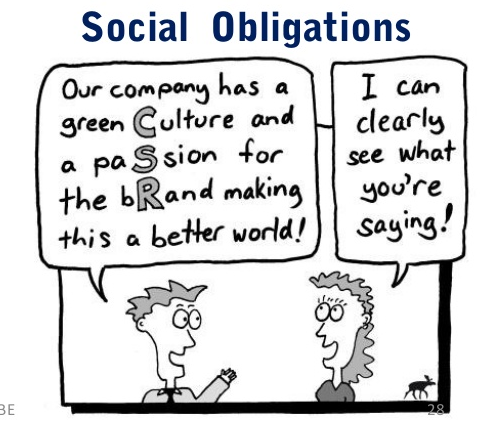 Social Obligations
Our company has a
green Culture and
a paSsion for
the bRand making
this a better world!
I can
clearly
see what
you're
saying!
BE
28